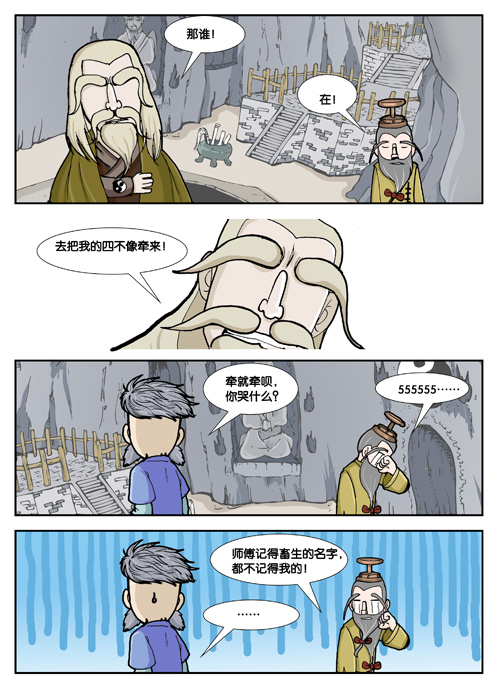 那谁!
在!
去把我的四不像牵来!
牵就牵呗,
你哭什么?
555555……
师傅记得畜生的名字,
都不记得我的!
……